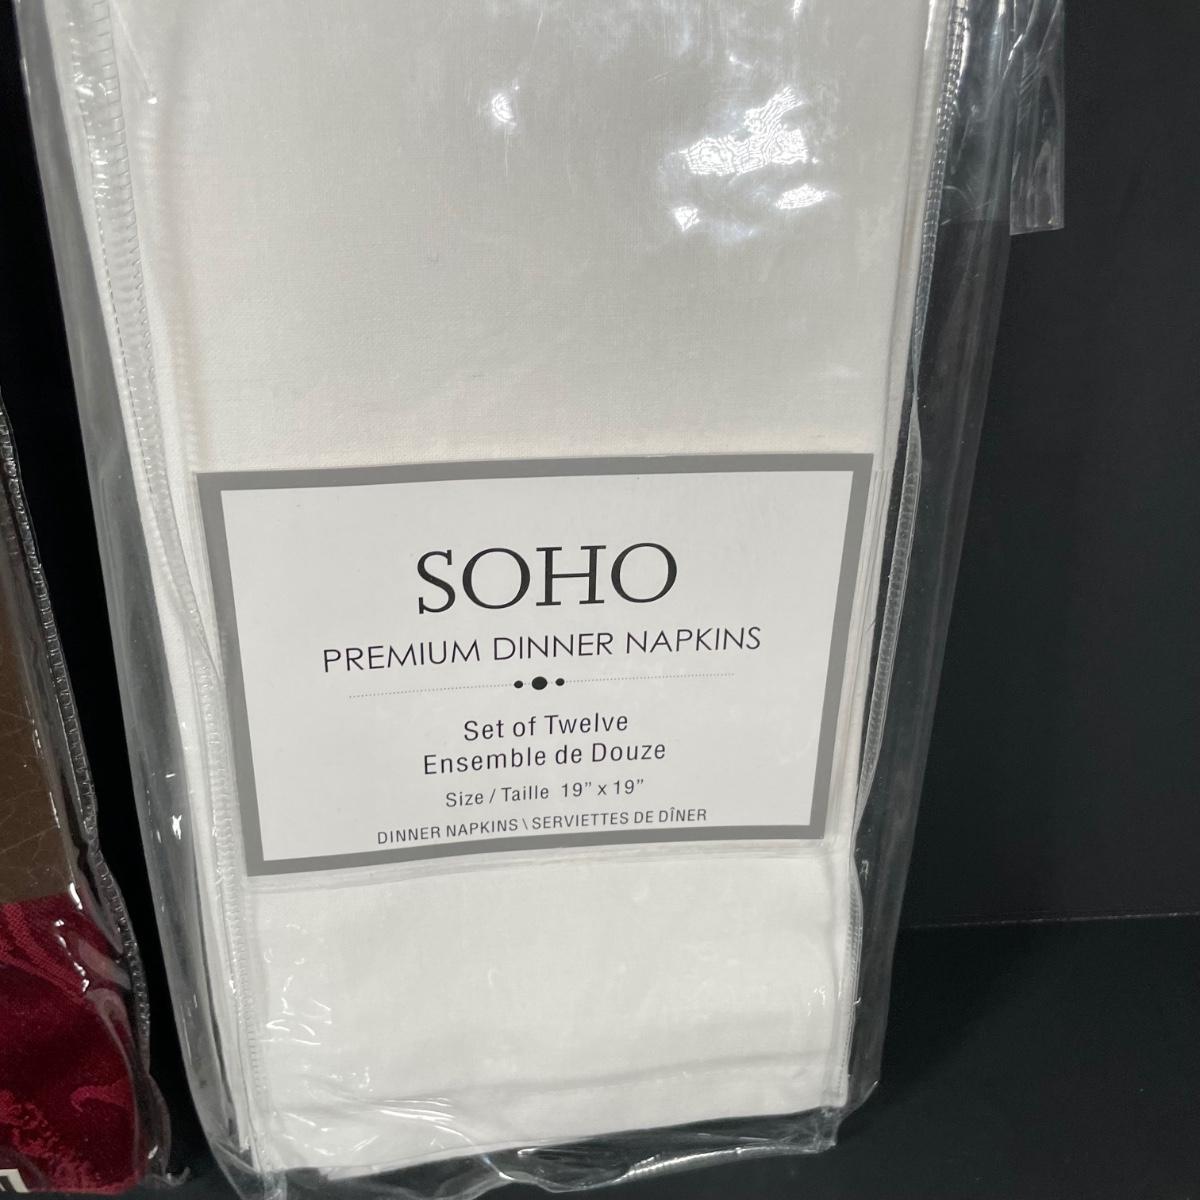 SOHO
PREMIUM DINNER NAPKINS
Set of Twelve
Ensemble de Douze
Size / Taille 19” x 19”
DINNER NAPKINS \ SERVIETTES DE DÎNER